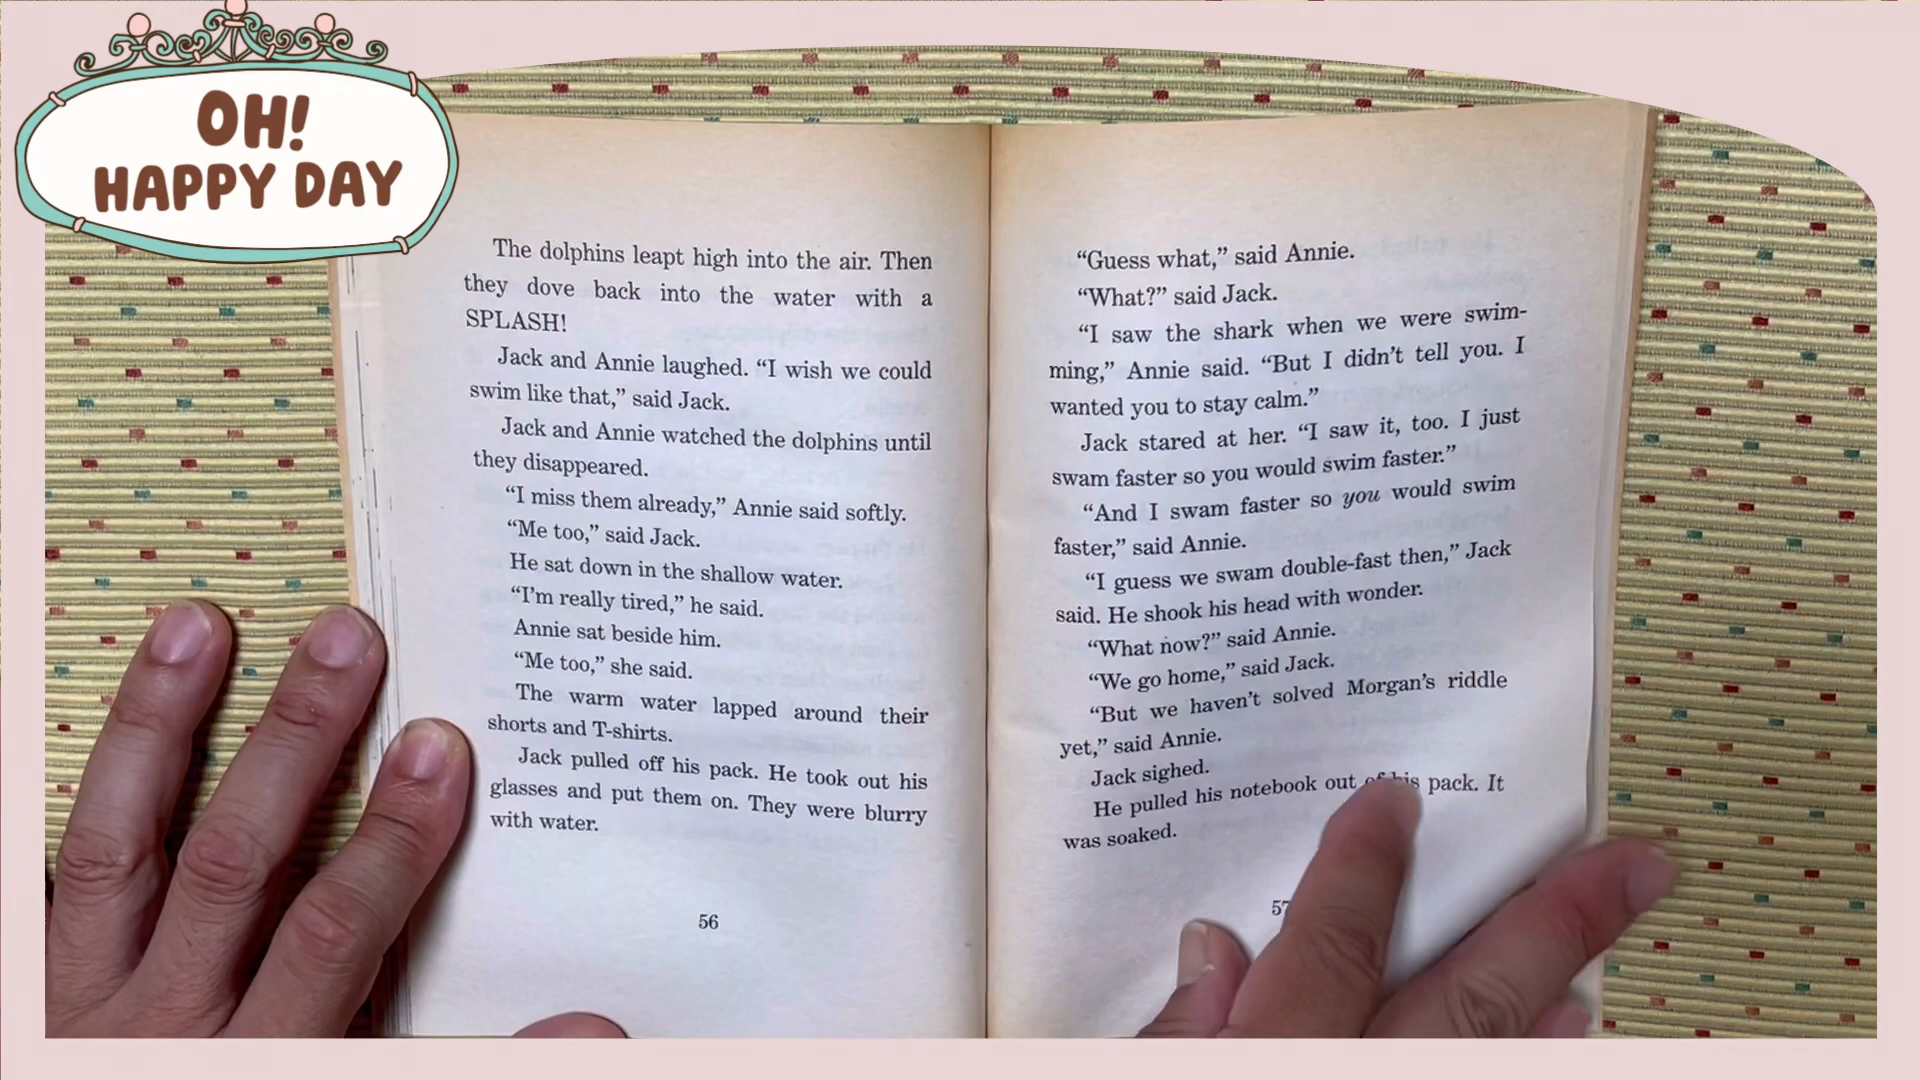 OH!
HAPPY DAY
The dolphins leapt high into the air. Then
they dove back into the water with a
SPLASH!
Jack and Annie laughed. “I wish we could
swim like that,” said Jack.
Jack and Annie watched the dolphins until
they disappeared.
“I miss them already,” Annie said softly.
“Me too,” said Jack.
He sat down in the shallow water.
“I’m really tired,” he said.
Annie sat beside him.
“Me too,” she said.
The warm water lapped around their
shorts and T-shirts.
Jack pulled off his pack. He took out his
glasses and put them on. They were blurry
with water.
56
“Guess what,” said Annie.
“What?” said Jack.
“I saw the shark when we were swim-
ming,” Annie said. “But I didn’t tell you. I
wanted you to stay calm.”
Jack stared at her. “I saw it, too. I just
swam faster so you would swim faster.”
“And I swam faster so you would swim
faster,” said Annie.
“I guess we swam double-fast then,” Jack
said. He shook his head with wonder.
“What now?” said Annie.
“We go home,” said Jack.
“But we haven’t solved Morgan’s riddle
yet,” said Annie.
Jack sighed.
He pulled his notebook out of his pack. It
was soaked.
57